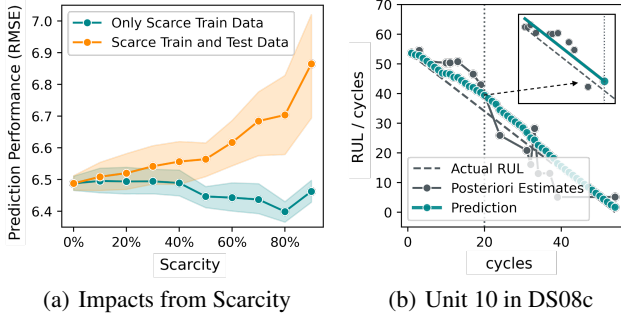 Prediction Performance (RMSE)
7.0
6.9
6.8
6.7
6.6
6.5
6.4
Only Scarce Train Data
Scarce Train and Test Data
0% 20% 40% 60% 80%
Scarcity
(a) Impacts from Scarcity
RUL / cycles
70
60
50
40
30
20
10
0
Actual RUL
Posteriori Estimates
Prediction
0 20 40
cycles
(b) Unit 10 in DS08c